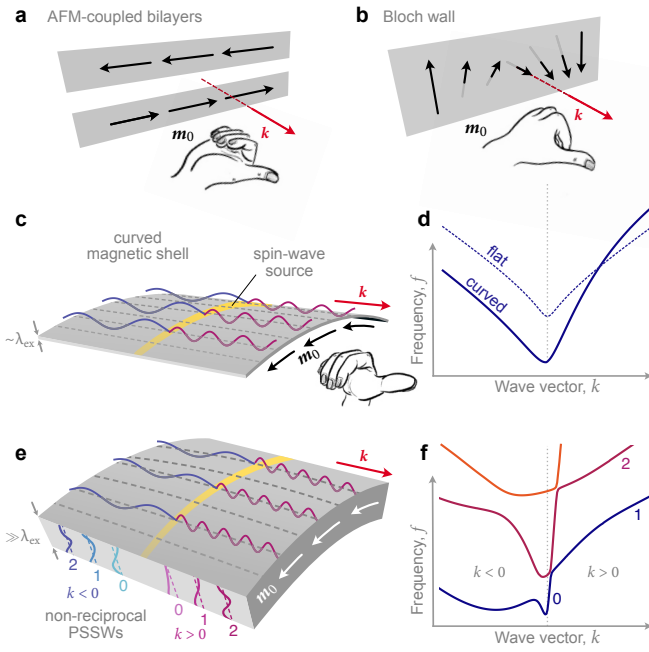 a AFM-coupled bilayers
m₀
k
b Bloch wall
m₀
k
c
curved
magnetic shell
spin-wave
source
k
~λex
m₀
d
flat
curved
Frequency, f
Wave vector, k
e
k
≫λex
m₀
2
1
0
k < 0
0
1
2
k > 0
non-reciprocal
PSSWs
f
2
1
0
k < 0
k > 0
Frequency, f
Wave vector, k